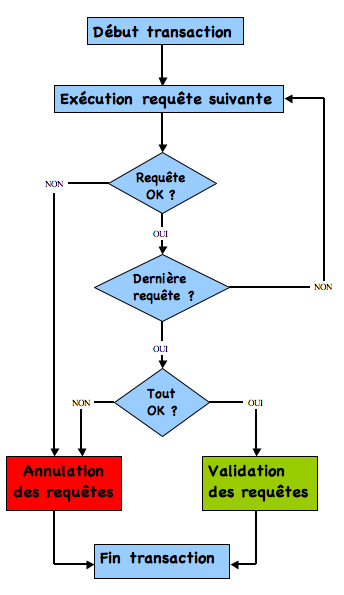 Début transaction
Exécution requête suivante
Requête
OK ?
NON
OUI
Dernière
requête ?
NON
OUI
Tout
OK ?
NON
OUI
Annulation
des requêtes
Validation
des requêtes
Fin transaction